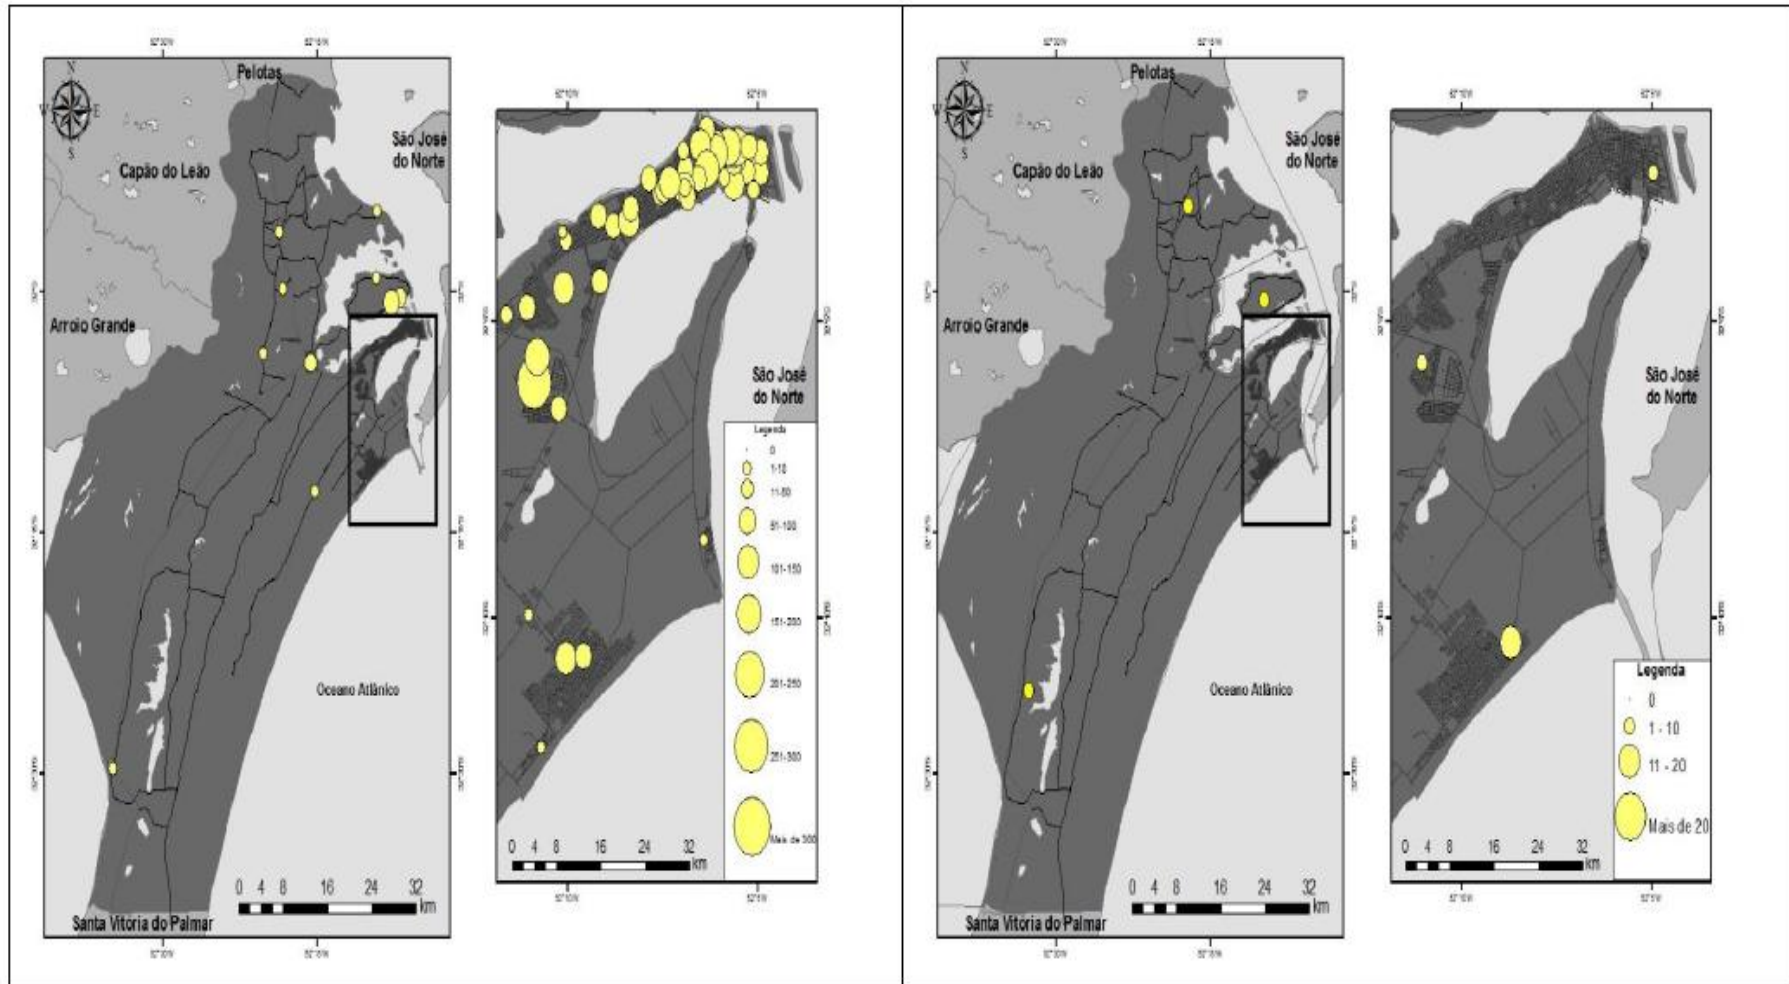 N
E
S
Pelotas
São José
do Norte
Capão do Leão
Arroio Grande
Oceano Atlânico
Santa Vitória do Palmar
0 4 8 16 24 32
km
São José
do Norte
Legenda
0
1-10
11-50
51-100
101-150
151-200
201-250
251-300
Mais de 300
0 4 8 16 24 32
km
N
E
S
Pelotas
São José
do Norte
Capão do Leão
Arroio Grande
Oceano Atlânico
Santa Vitória do Palmar
0 4 8 16 24 32
km
São José
do Norte
Legenda
0
1 - 10
11 - 20
Mais de 20
0 4 8 16 24 32
km